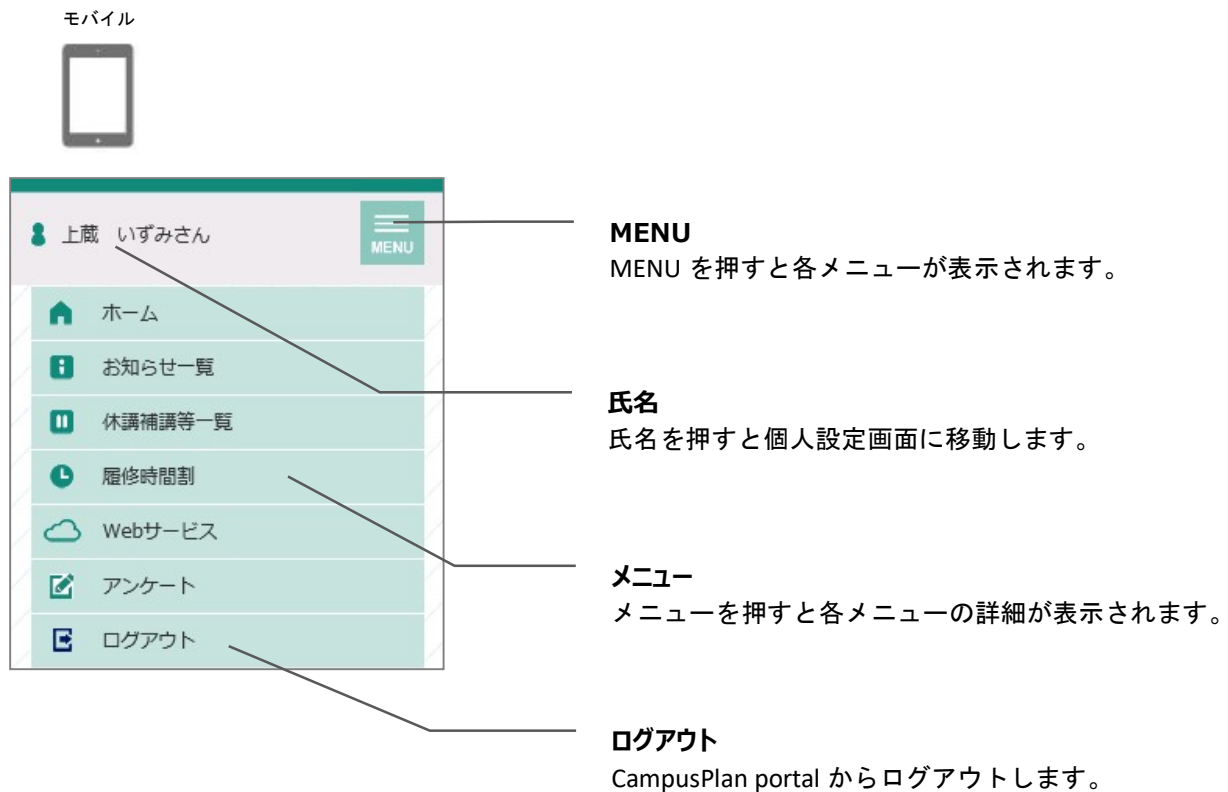 モバイル
上蔵 いずみさん
MENU
ホーム
お知らせ一覧
休講補講等一覧
履修時間割
Webサービス
アンケート
ログアウト
MENU
MENU を押すと各メニューが表示されます。
氏名
氏名を押すと個人設定画面に移動します。
メニュー
メニューを押すと各メニューの詳細が表示されます。
ログアウト
CampusPlan portal からログアウトします。